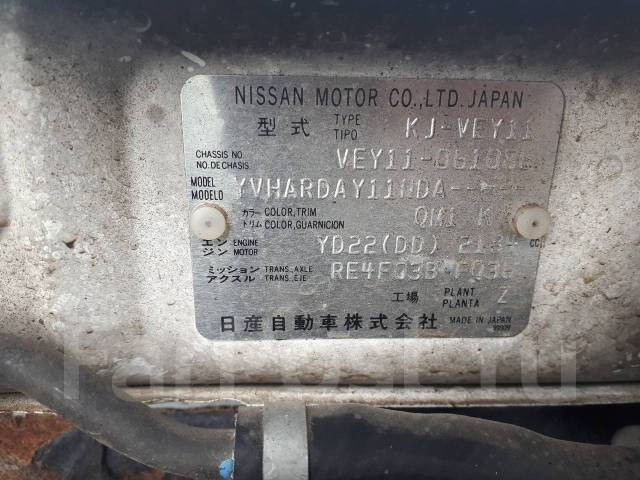 NISSAN MOTOR CO.,LTD. JAPAN
型式 TYPE TIPO KJ-VEY11
CHASSIS NO. NO. DE CHASIS
MODEL MODELO YVHARDAY11NDA-----
カラー COLOR,TRIM トリム COLOR, GUARNICION QM1 K
エンジン ENGINE MOTOR YD22(DD) CC
ミッション TRANS.,AXLE アクスル TRANS.,EJE RE4F03B
工場 PLANT PLANTA Z
日産自動車株式会社 MADE IN JAPAN